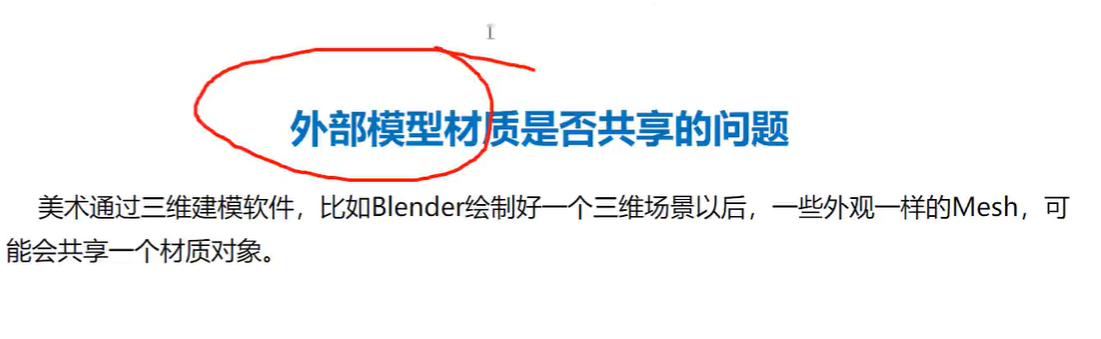 外部模型材质是否共享的问题
美术通过三维建模软件，比如Blender绘制好一个三维场景以后，一些外观一样的Mesh，可
能会共享一个材质对象。